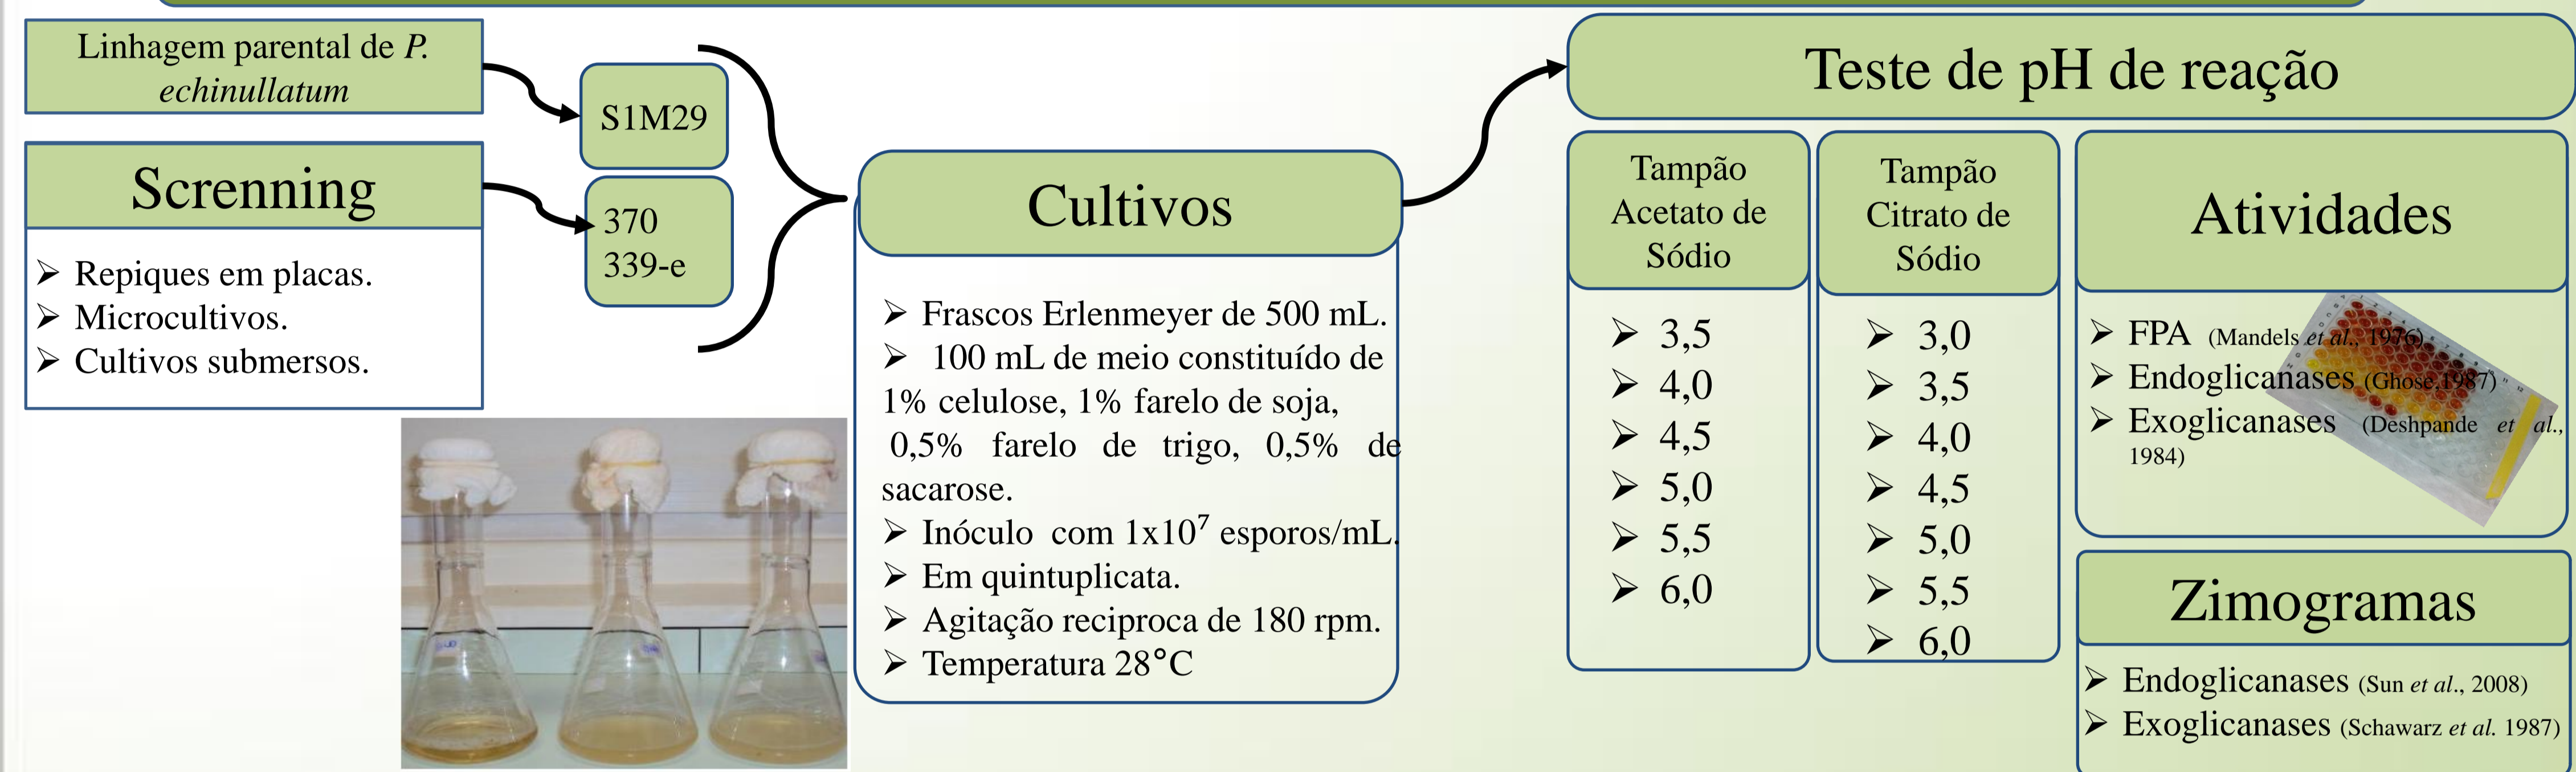 Linhagem parental de P.
echinullatum
S1M29
Screnning
370
339-e
➢ Repiques em placas.
➢ Microcultivos.
➢ Cultivos submersos.
Cultivos
➢ Frascos Erlenmeyer de 500 mL.
➢ 100 mL de meio constituído de
1% celulose, 1% farelo de soja,
0,5% farelo de trigo, 0,5% de
sacarose.
➢ Inóculo com 1x10⁷ esporos/mL.
➢ Em quintuplicata.
➢ Agitação reciproca de 180 rpm.
➢ Temperatura 28°C
Teste de pH de reação
Tampão
Acetato de
Sódio
➢ 3,5
➢ 4,0
➢ 4,5
➢ 5,0
➢ 5,5
➢ 6,0
Tampão
Citrato de
Sódio
➢ 3,0
➢ 3,5
➢ 4,0
➢ 4,5
➢ 5,0
➢ 5,5
➢ 6,0
Atividades
➢ FPA (Mandels et al., 1976)
➢ Endoglicanases (Ghose,1987)
➢ Exoglicanases (Deshpande et al.,
1984)
Zimogramas
➢ Endoglicanases (Sun et al., 2008)
➢ Exoglicanases (Schawarz et al. 1987)